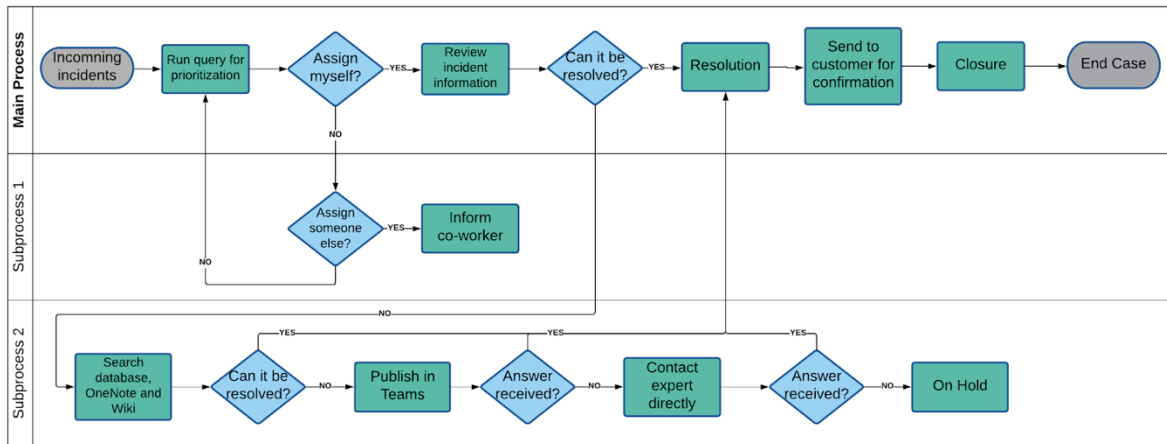 Main Process
Incomning
incidents
Run query for
prioritization
Assign
myself?
YES
Review
incident
information
Can it be
resolved?
YES
Resolution
Send to
customer for
confirmation
Closure
End Case
NO
Subprocess 1
Assign
someone
else?
YES
Inform
co-worker
NO
Subprocess 2
NO
YES
YES
YES
Search
database,
OneNote and
Wiki
Can it be
resolved?
NO
Publish in
Teams
Answer
received?
NO
Contact
expert
directly
Answer
received?
NO
On Hold